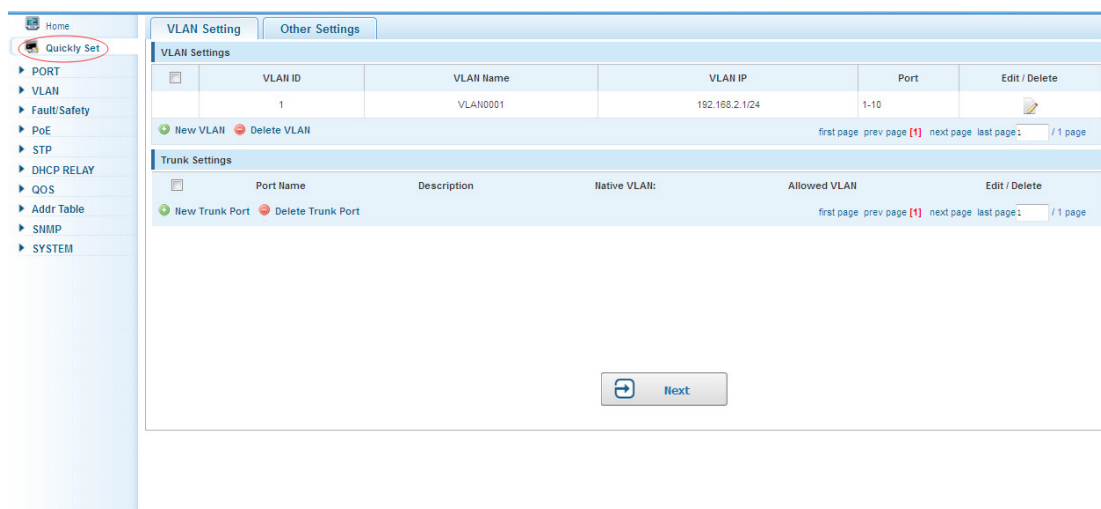 Home
Quickly Set
PORT
VLAN
Fault/Safety
PoE
STP
DHCP RELAY
QOS
Addr Table
SNMP
SYSTEM
VLAN Setting Other Settings
VLAN Settings
VLAN ID VLAN Name VLAN IP Port Edit / Delete
1 VLAN0001 192.168.2.1/24 1-10
New VLAN Delete VLAN first page prev page [1] next page last page 1 / 1 page
Trunk Settings
Port Name Description Native VLAN: Allowed VLAN Edit / Delete
New Trunk Port Delete Trunk Port first page prev page [1] next page last page 1 / 1 page
Next